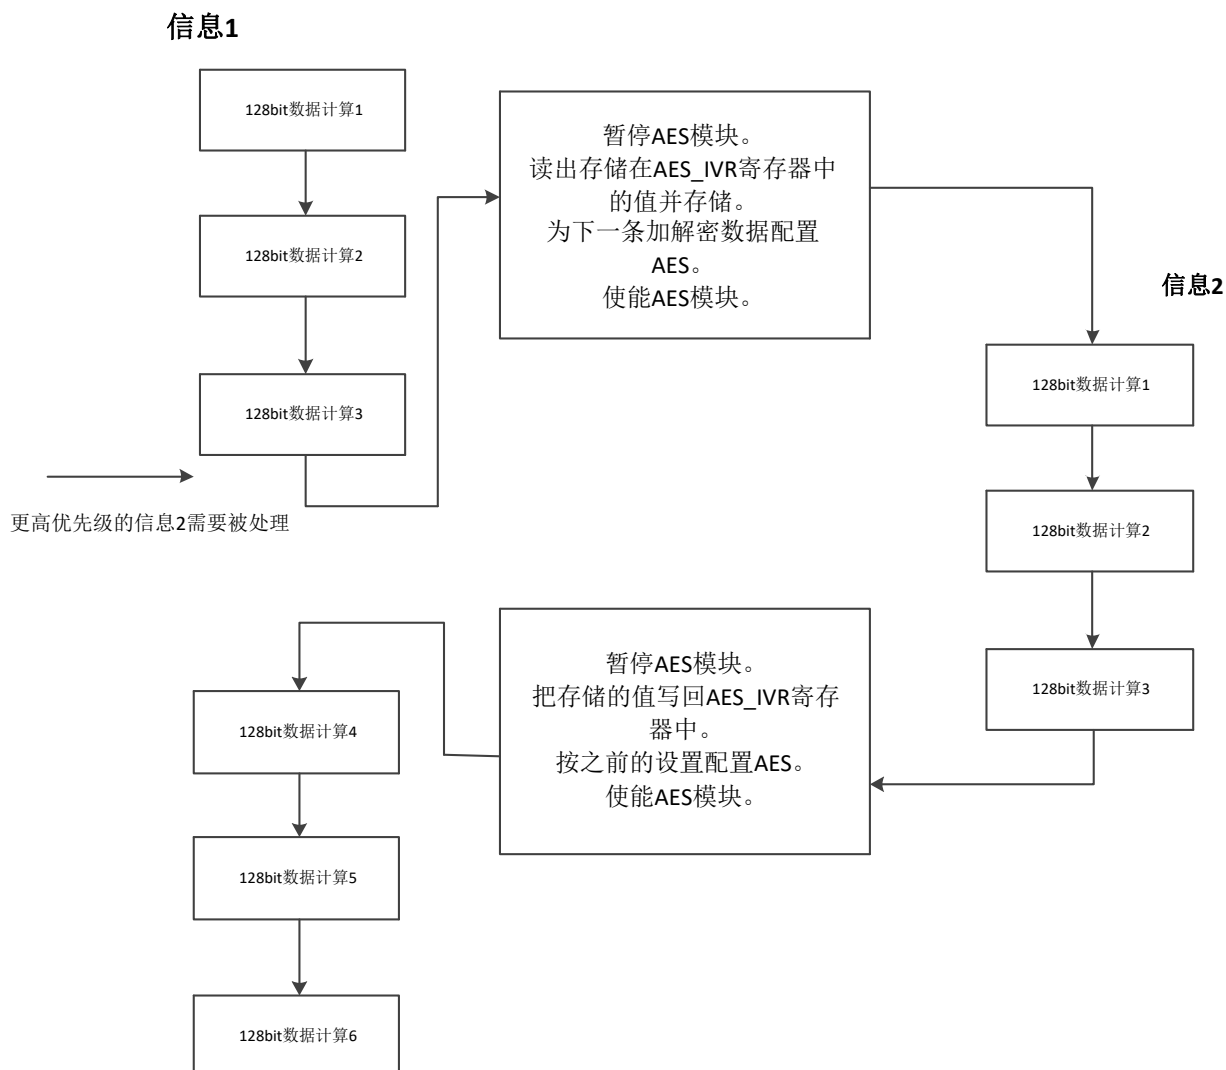 信息1
128bit数据计算1
128bit数据计算2
128bit数据计算3
更高优先级的信息2需要被处理
暂停AES模块。
读出存储在AES_IVR寄存器中
的值并存储。
为下一条加解密数据配置
AES。
使能AES模块。
信息2
128bit数据计算1
128bit数据计算2
128bit数据计算3
暂停AES模块。
把存储的值写回AES_IVR寄存
器中。
按之前的设置配置AES。
使能AES模块。
128bit数据计算4
128bit数据计算5
128bit数据计算6